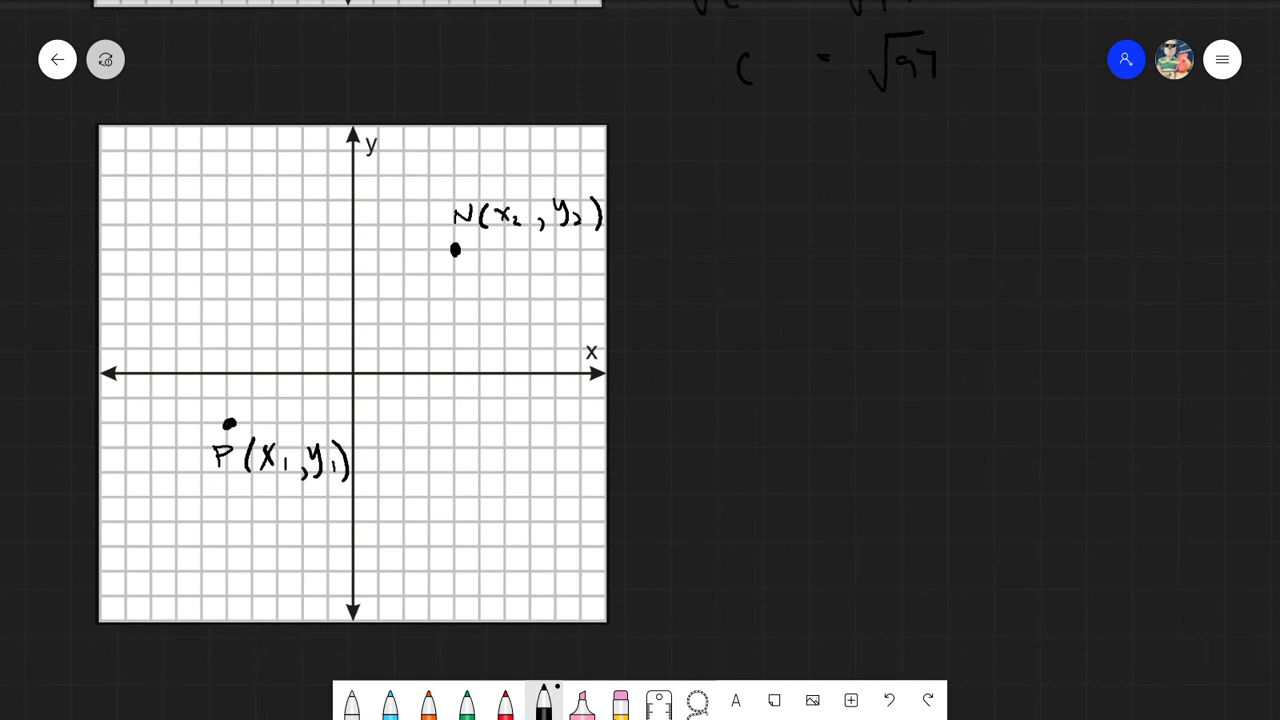 c = √97
y
N(x₂, y₂)
x
P(x₁, y₁)
A